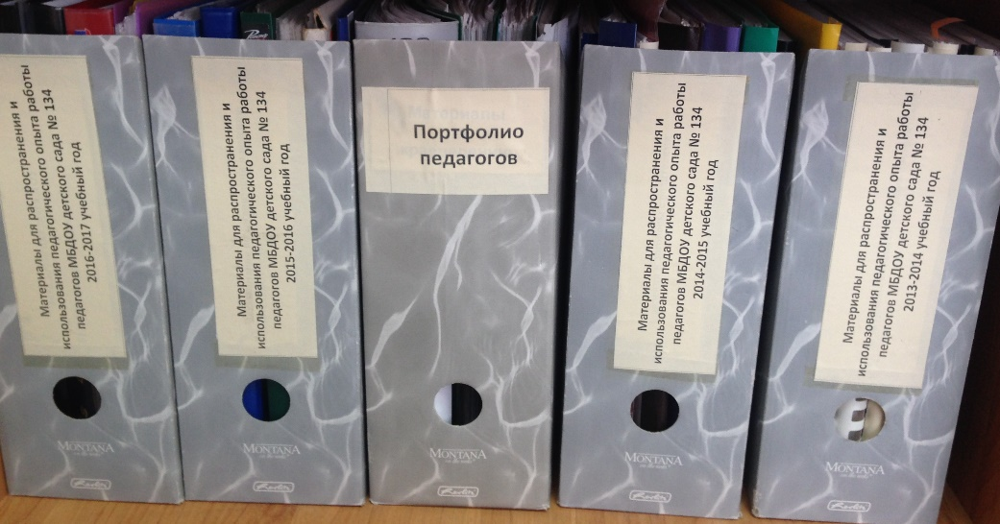 Материалы для распространения и
использования педагогического опыта работы
педагогов МБДОУ детского сада № 134
2016-2017 учебный год
MONTANA
Материалы для распространения и
использования педагогического опыта работы
педагогов МБДОУ детского сада № 134
2015-2016 учебный год
MONTANA
Портфолио
педагогов
MONTANA
Материалы для распространения и
использования педагогического опыта работы
педагогов МБДОУ детского сада № 134
2014-2015 учебный год
MONTANA
Материалы для распространения и
использования педагогического опыта работы
педагогов МБДОУ детского сада № 134
2013-2014 учебный год
MONTANA